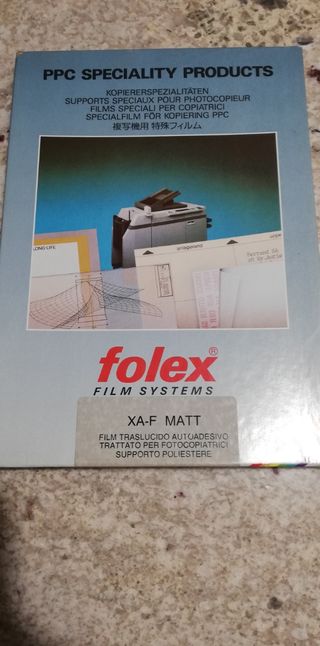 PPC SPECIALITY PRODUCTS
KOPIERERSPEZIALITÄTEN
SUPPORTS SPECIAUX POUR PHOTOCOPIEUR
FILMS SPECIALI PER COPIATRICI
SPECIALFILM FÖR KOPIERING PPC
複写機用 特殊フィルム
LONG-LIFE
folex®
FILM SYSTEMS
XA-F MATT
FILM TRASLUCIDO AUTOADESIVO
TRATTATO PER FOTOCOPIATRICI
SUPPORTO POLIESTERE